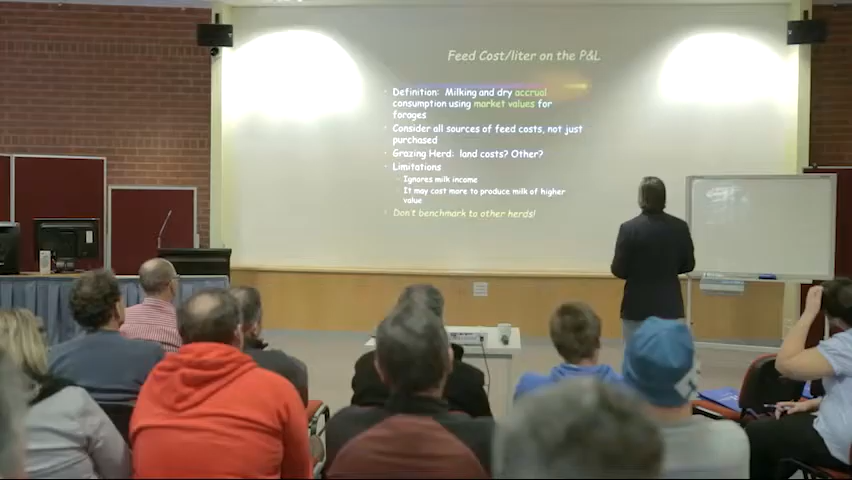 Feed Cost/liter on the P&L
Definition: Milking and dry accrual
consumption using market values for
forages
Consider all sources of feed costs, not just
purchased
Grazing Herd: land costs? Other?
Limitations
Ignores milk income
It may cost more to produce milk of higher
value
Don't benchmark to other herds!